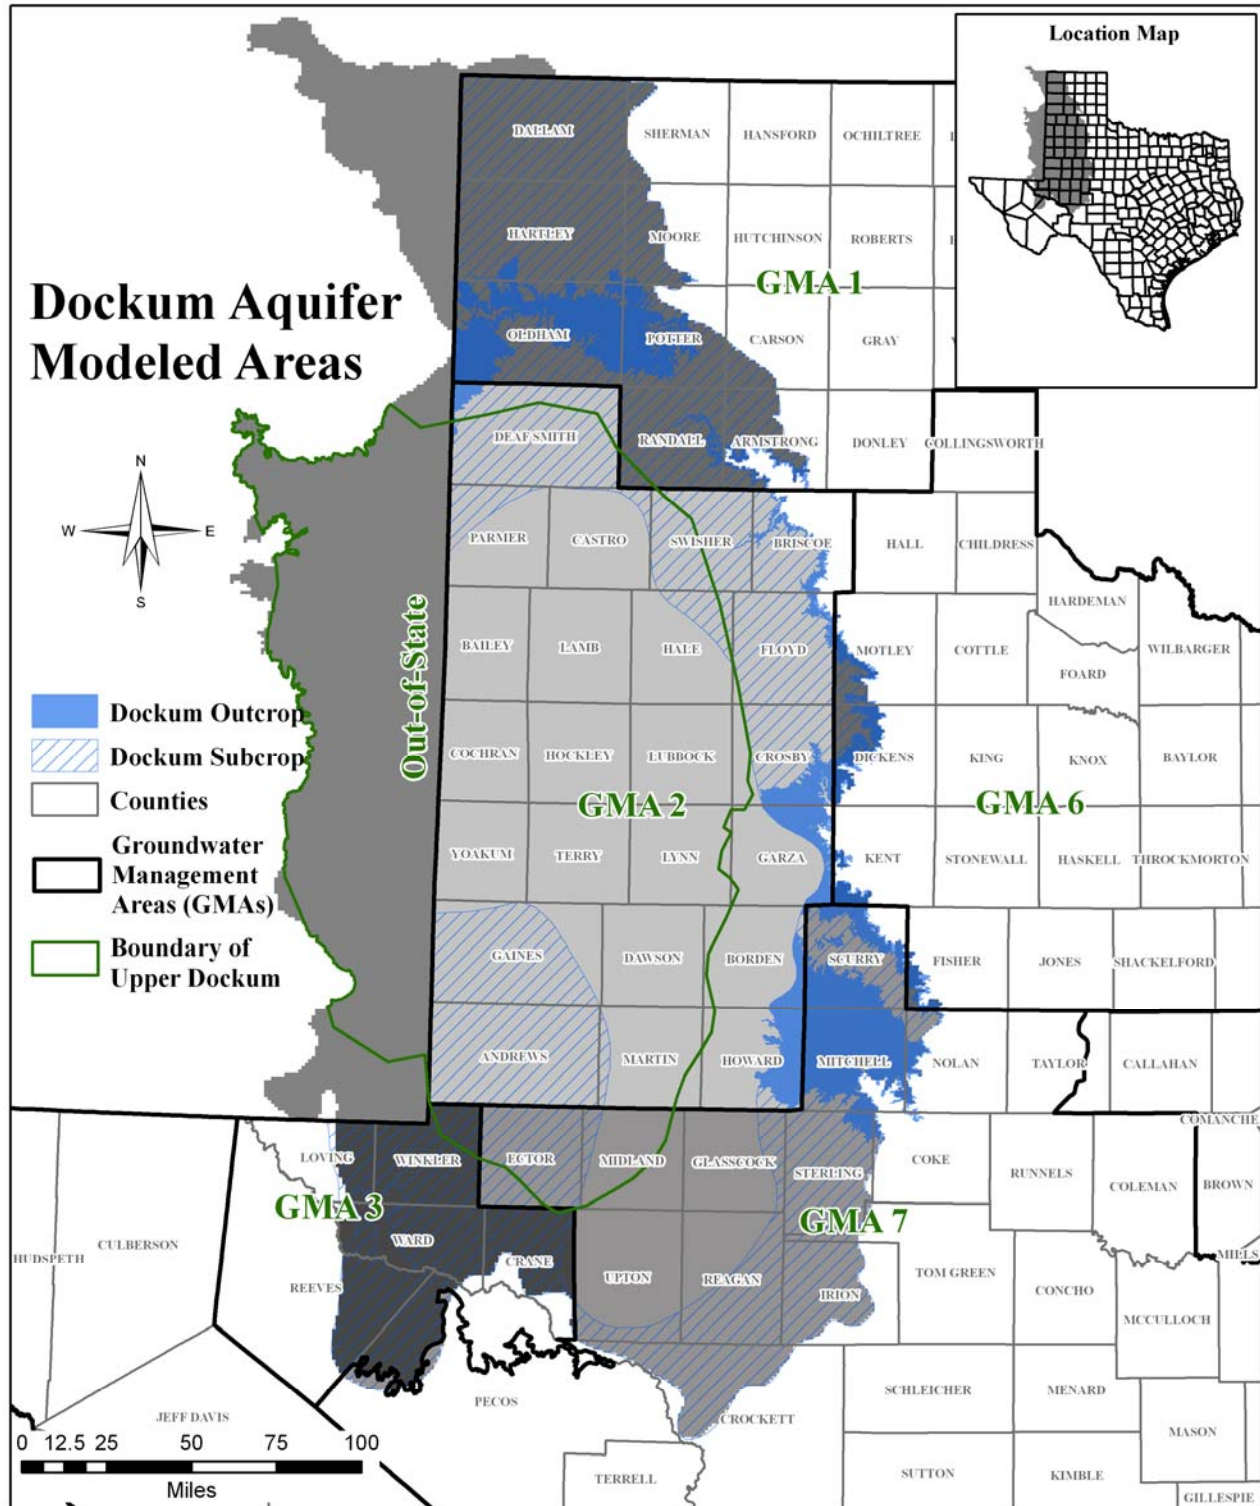 Location Map
DALLAM
SHERMAN
HANSFORD
OCHILTREE
HARTLEY
MOORE
HUTCHINSON
ROBERTS
GMA 1
Dockum Aquifer
Modeled Areas
OLDHAM
POTTER
CARSON
GRAY
DEAF SMITH
RANDALL
ARMSTRONG
DONLEY
COLLINGSWORTH
N
W
E
S
PARMER
CASTRO
SWISHER
BRISCOE
HALL
CHILDRESS
HARDEMAN
BAILEY
LAMB
HALE
FLOYD
MOTLEY
COTTLE
FOARD
WILBARGER
Out-of-State
Dockum Outcrop
Dockum Subcrop
Counties
Groundwater
Management
Areas (GMAs)
Boundary of
Upper Dockum
COCHRAN
HOCKLEY
LUBBOCK
CROSBY
DICKENS
KING
KNOX
BAYLOR
GMA 2
GMA 6
YOAKUM
TERRY
LYNN
GARZA
KENT
STONEWALL
HASKELL
THROCKMORTON
GAINES
DAWSON
BORDEN
SCURRY
FISHER
JONES
SHACKELFORD
ANDREWS
MARTIN
HOWARD
MITCHELL
NOLAN
TAYLOR
CALLAHAN
COMANCHE
LOVING
WINKLER
ECTOR
MIDLAND
GLASSCOCK
STERLING
COKE
RUNNELS
COLEMAN
BROWN
GMA 3
GMA 7
HUDSPETH
CULBERSON
WARD
CRANE
REEVES
UPTON
REAGAN
IRION
TOM GREEN
CONCHO
MCCULLOCH
MILLS
PECOS
CROCKETT
SCHLEICHER
MENARD
MASON
JEFF DAVIS
TERRELL
SUTTON
KIMBLE
GILLESPIE
0 12.5 25 50 75 100
Miles